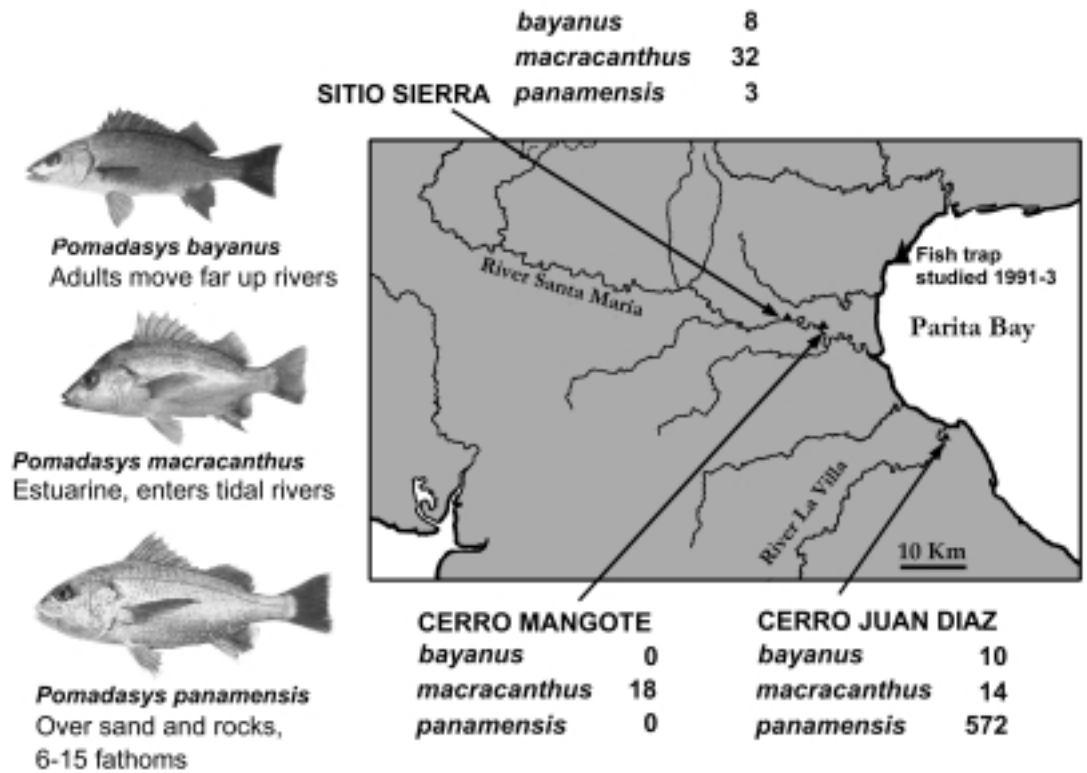 bayanus 8
macracanthus 32
SITIO SIERRA panamensis 3
Pomadasys bayanus
Adults move far up rivers
Pomadasys macracanthus
Estuarine, enters tidal rivers
Pomadasys panamensis
Over sand and rocks,
6-15 fathoms
River Santa María
Fish trap
studied 1991-3
Parita Bay
River La Villa
10 Km
CERRO MANGOTE
bayanus 0
macracanthus 18
panamensis 0
CERRO JUAN DIAZ
bayanus 10
macracanthus 14
panamensis 572